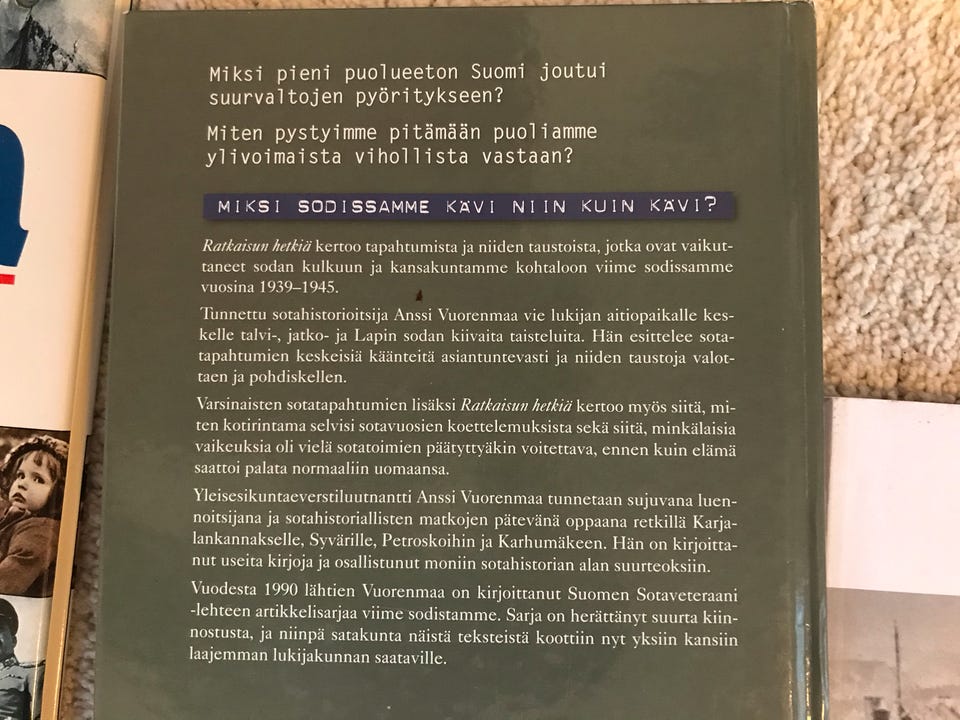 Miksi pieni puolueeton Suomi joutui
suurvaltojen pyöritykseen?
Miten pystyimme pitämään puoliamme
ylivoimaista vihollista vastaan?
MIKSI SODISSAMME KÄVI NIIN KUIN KÄVI?
Ratkaisun hetkiä kertoo tapahtumista ja niiden taustoista, jotka ovat vaikut-
taneet sodan kulkuun ja kansakuntamme kohtaloon viime sodissamme
vuosina 1939–1945.
Tunnettu sotahistorioitsija Anssi Vuorenmaa vie lukijan aitiopaikalle kes-
kelle talvi-, jatko- ja Lapin sodan kiivaita taisteluita. Hän esittelee sota-
tapahtumien keskeisiä käänteitä asiantuntevasti ja niiden taustoja valot-
taen ja pohdiskellen.
Varsinaisten sotatapahtumien lisäksi Ratkaisun hetkiä kertoo myös siitä, mi-
ten kotirintama selvisi sotavuosien koettelemuksista sekä siitä, minkälaisia
vaikeuksia oli vielä sotatoimien päätyttyäkin voitettava, ennen kuin elämä
saattoi palata normaaliin uomaansa.
Yleisesikuntaeverstiluutnantti Anssi Vuorenmaa tunnetaan sujuvana luen-
noitsijana ja sotahistoriallisten matkojen pätevänä oppaana retkillä Karja-
lankannakselle, Syvärille, Petroskoihin ja Karhumäkeen. Hän on kirjoitta-
nut useita kirjoja ja osallistunut moniin sotahistorian alan suurteoksiin.
Vuodesta 1990 lähtien Vuorenmaa on kirjoittanut Suomen Sotaveteraani
-lehteen artikkelisarjaa viime sodistamme. Sarja on herättänyt suurta kiin-
nostusta, ja niinpä satakunta näistä teksteistä koottiin nyt yksiin kansiin
laajemman lukijakunnan saataville.